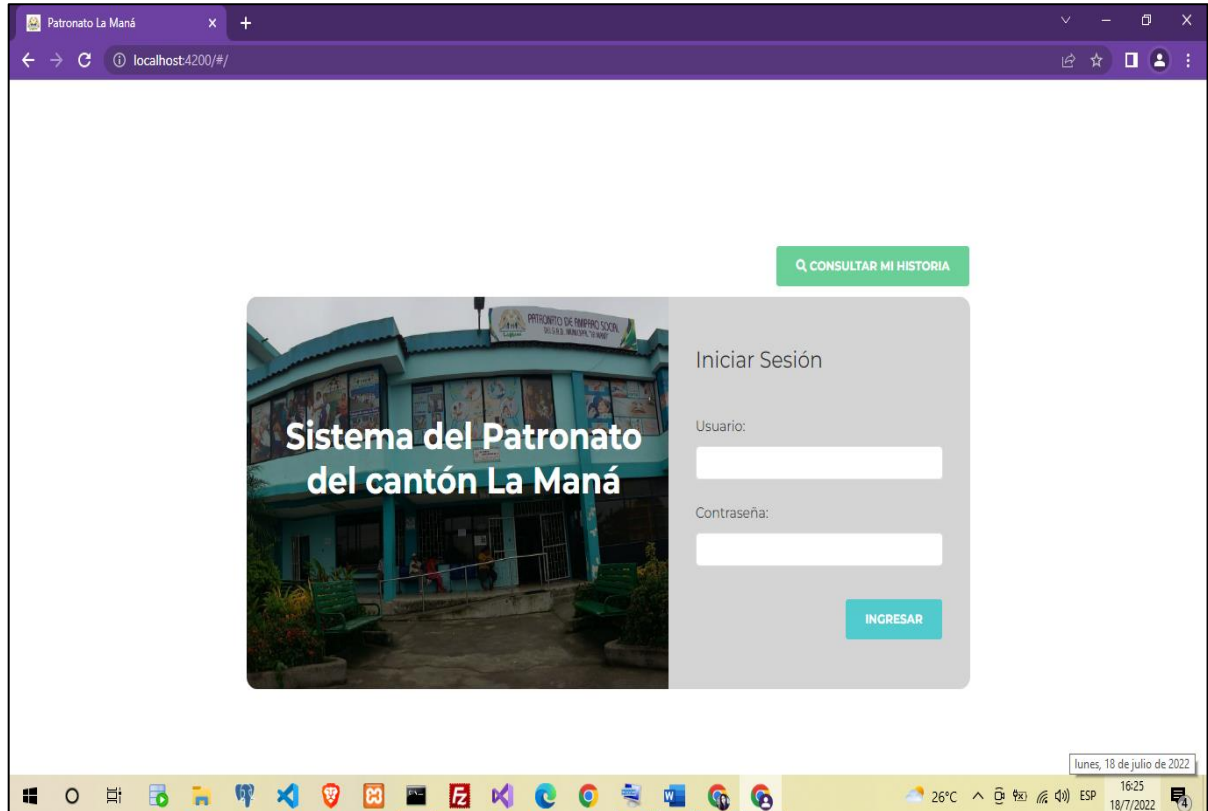 Patronato La Maná
localhost:4200/#/
CONSULTAR MI HISTORIA
PATRONATO DE AMPARO SOCIAL
Sistema del Patronato
del cantón La Maná
Iniciar Sesión
Usuario:
Contraseña:
INGRESAR
lunes, 18 de julio de 2022
26°C
ESP
16:25
18/7/2022
4